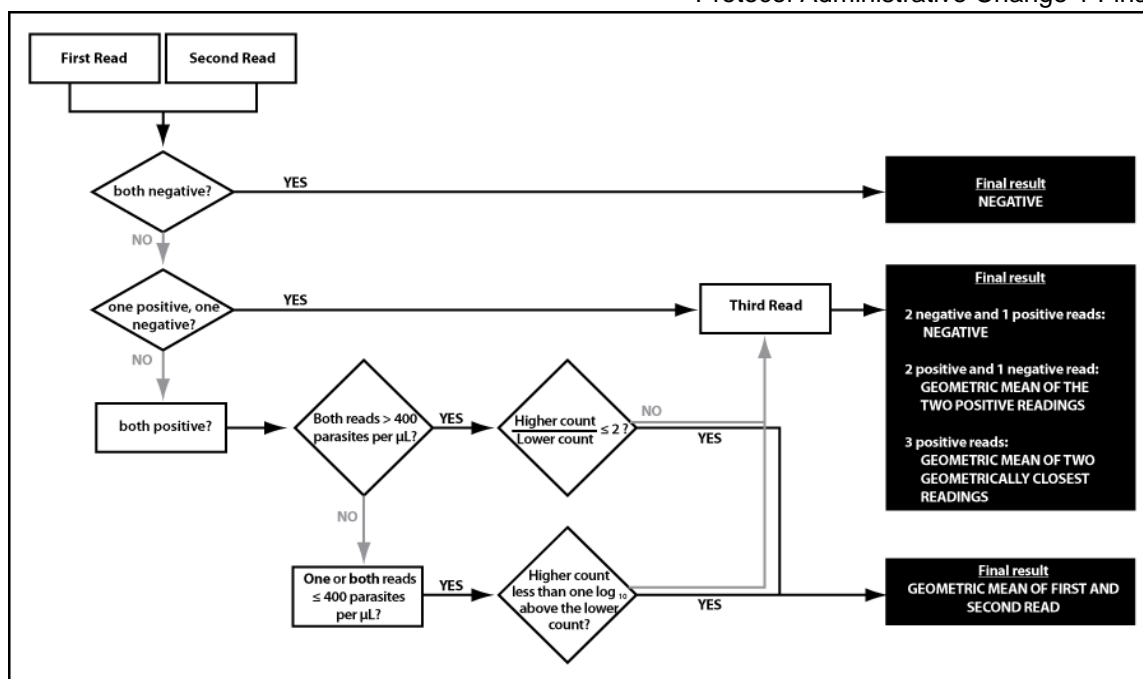 Protocol Administrative Change 1 Final
First Read
Second Read
both negative?
YES
Final result
NEGATIVE
NO
one positive, one
negative?
YES
Third Read
Final result
2 negative and 1 positive reads:
NEGATIVE
2 positive and 1 negative read:
GEOMETRIC MEAN OF THE
TWO POSITIVE READINGS
3 positive reads:
GEOMETRIC MEAN OF TWO
GEOMETRICALLY CLOSEST
READINGS
NO
both positive?
Both reads > 400
parasites per µL?
YES
Higher count
Lower count
≤ 2 ?
NO
YES
NO
One or both reads
≤ 400 parasites
per µL?
YES
Higher count
less than one log 10
above the lower
count?
YES
Final result
GEOMETRIC MEAN OF FIRST AND
SECOND READ